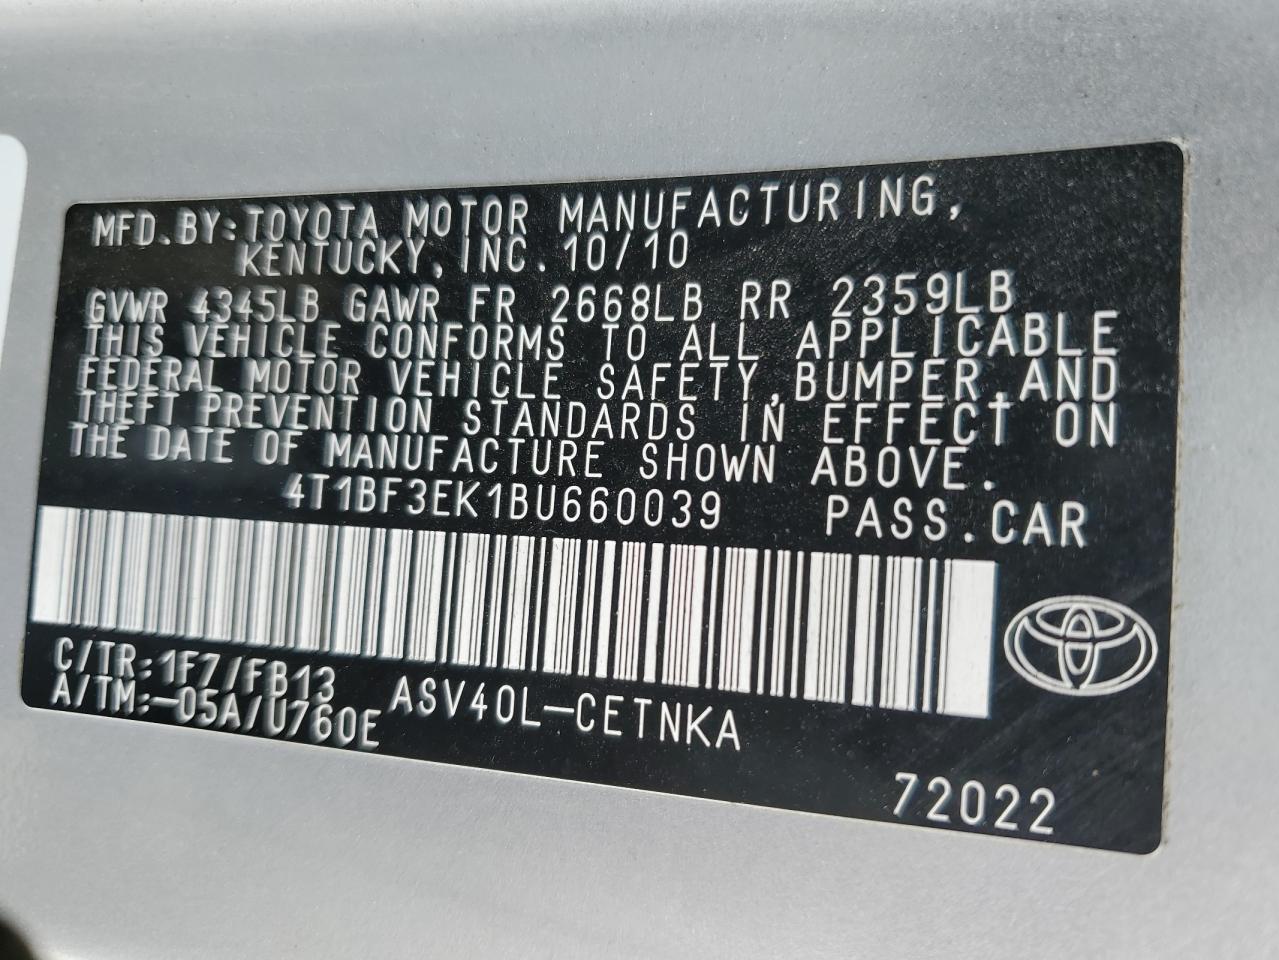 MFD.BY:TOYOTA MOTOR MANUFACTURING,
KENTUCKY,INC.10/10
GVWR 4345LB GAWR FR 2668LB RR 2359LB
THIS VEHICLE CONFORMS TO ALL APPLICABLE
FEDERAL MOTOR VEHICLE SAFETY,BUMPER,AND
THEFT PREVENTION STANDARDS IN EFFECT ON
THE DATE OF MANUFACTURE SHOWN ABOVE.
4T1BF3EK1BU660039 PASS.CAR
C/TR:1F7/FB13 ASV40L-CETNKA
A/TM:-05A/U760E
72022